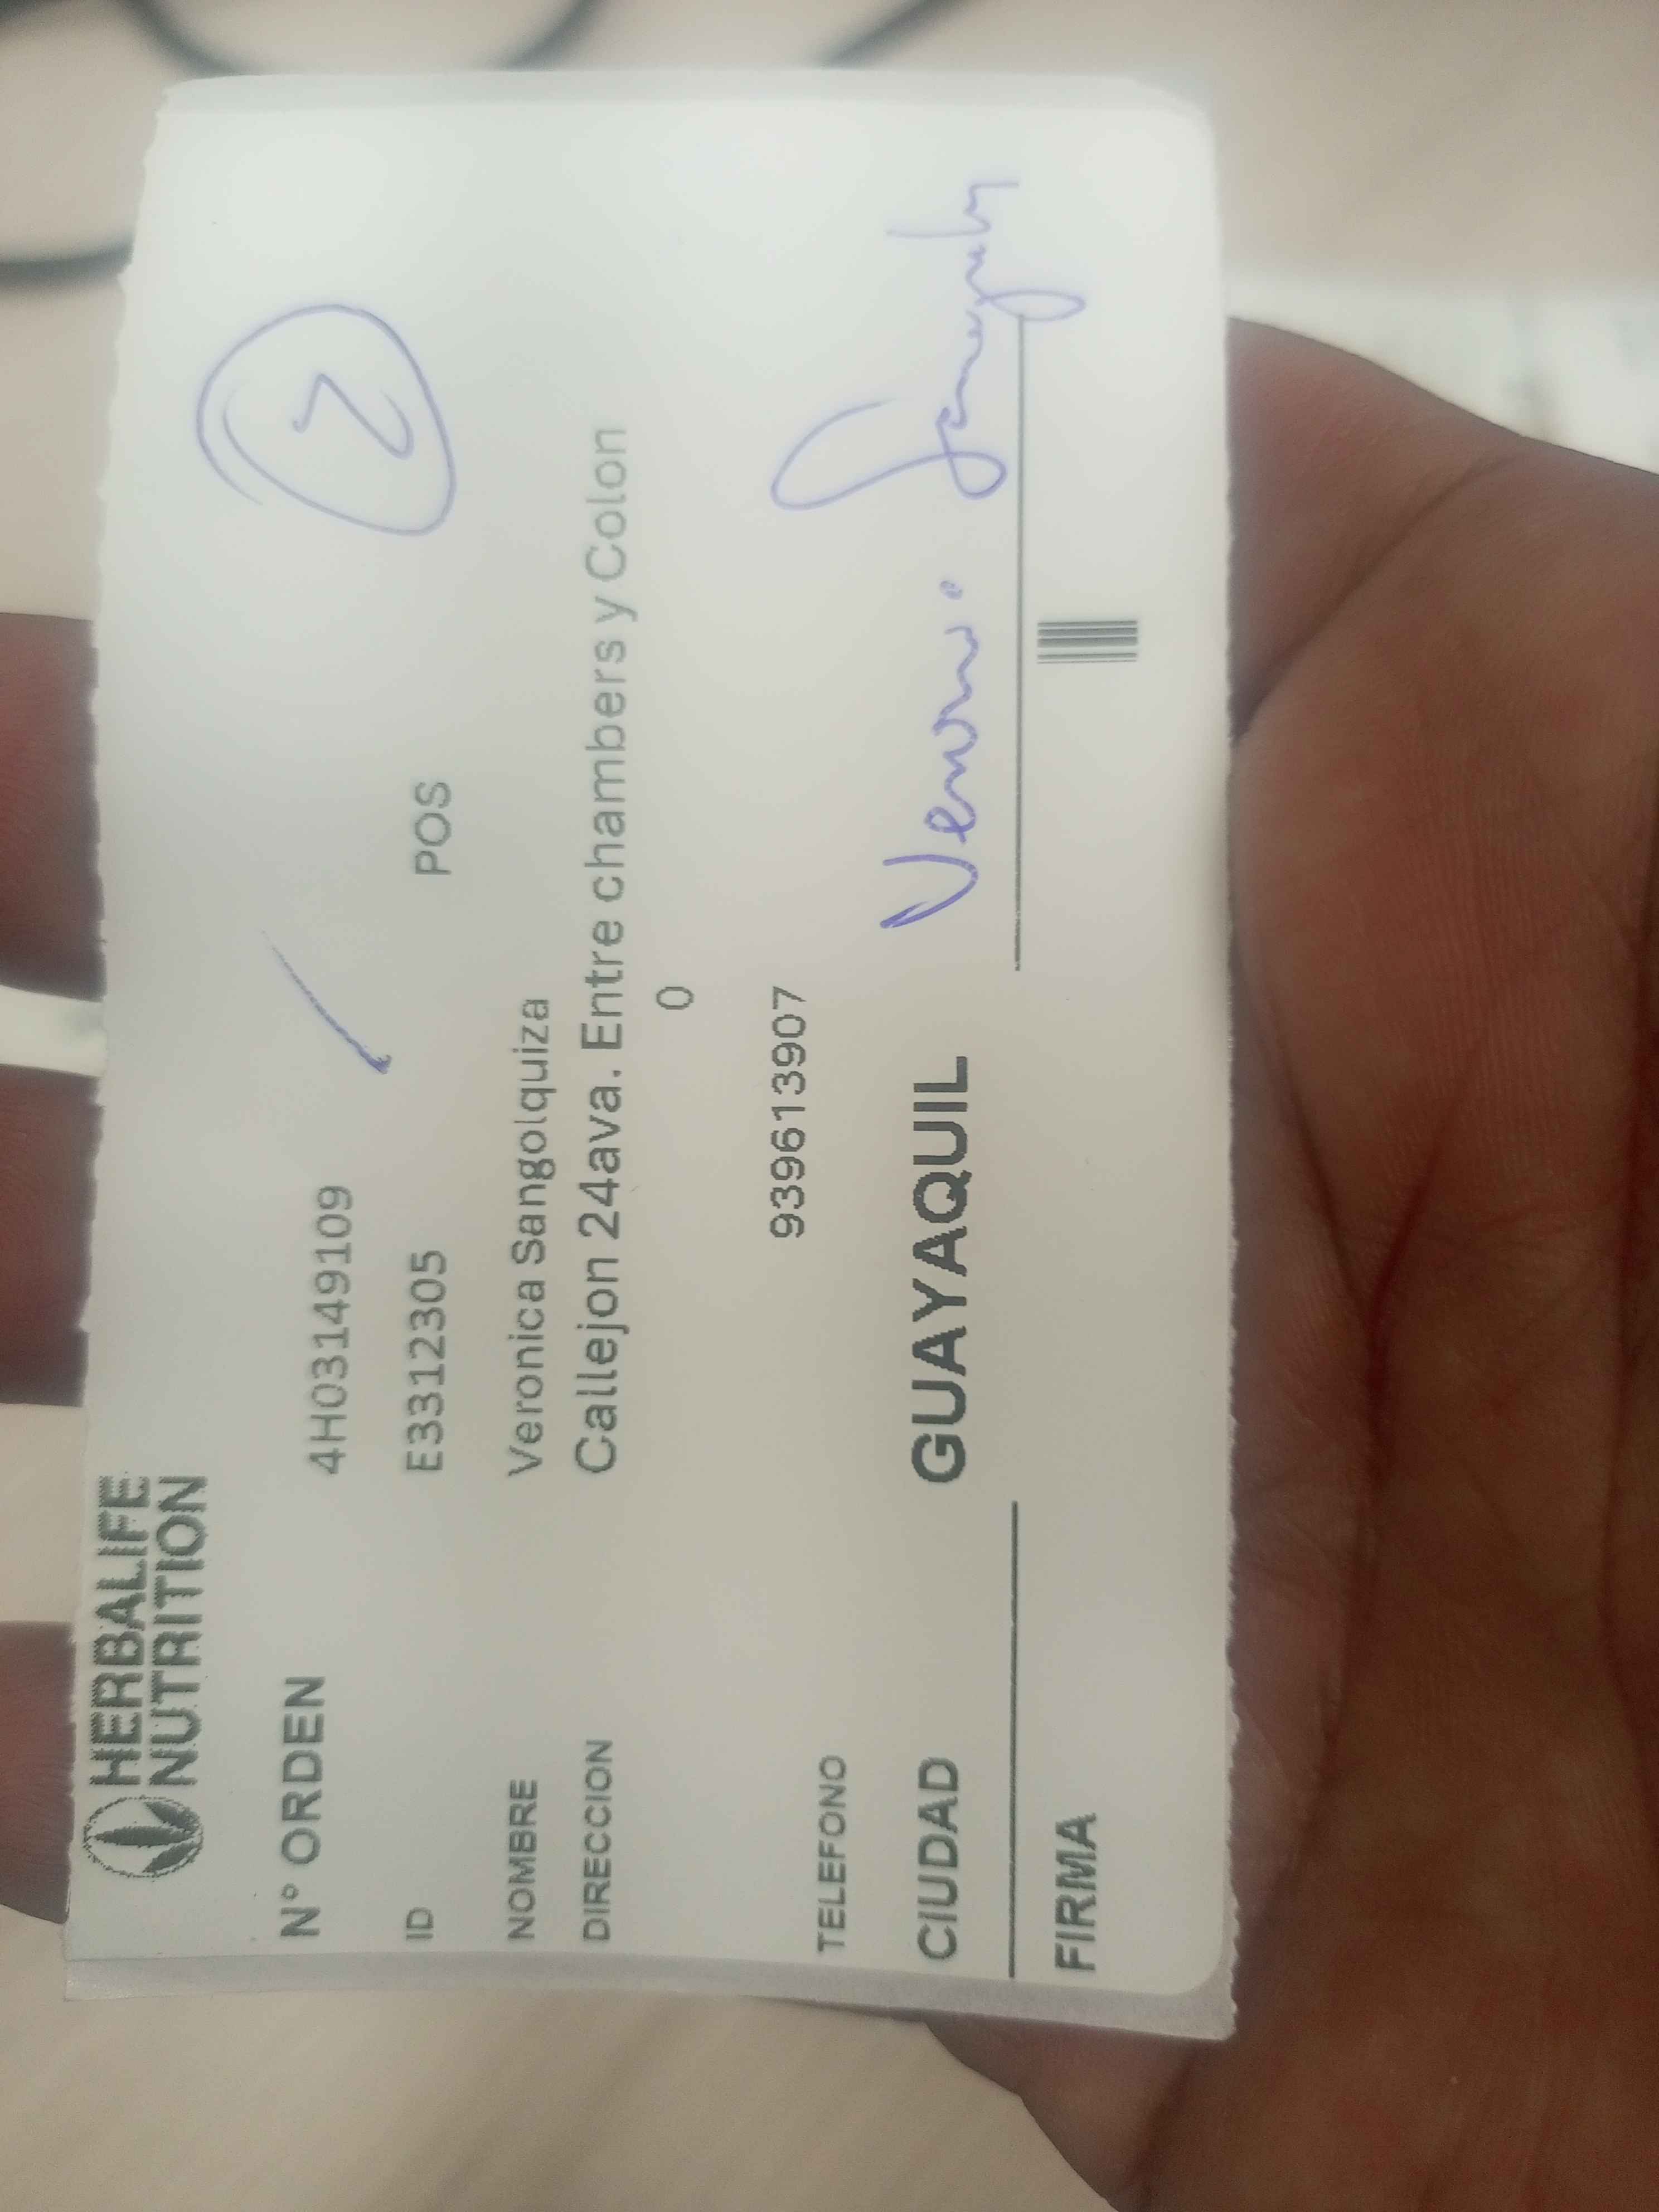 HERBALIFE
NUTRITION
N° ORDEN 4H03149109
2
ID E3312305 POS
NOMBRE Veronica Sangolquiza
DIRECCION Callejon 24ava. Entre chambers y Colon
0
TELEFONO 939613907
CIUDAD GUAYAQUIL
FIRMA